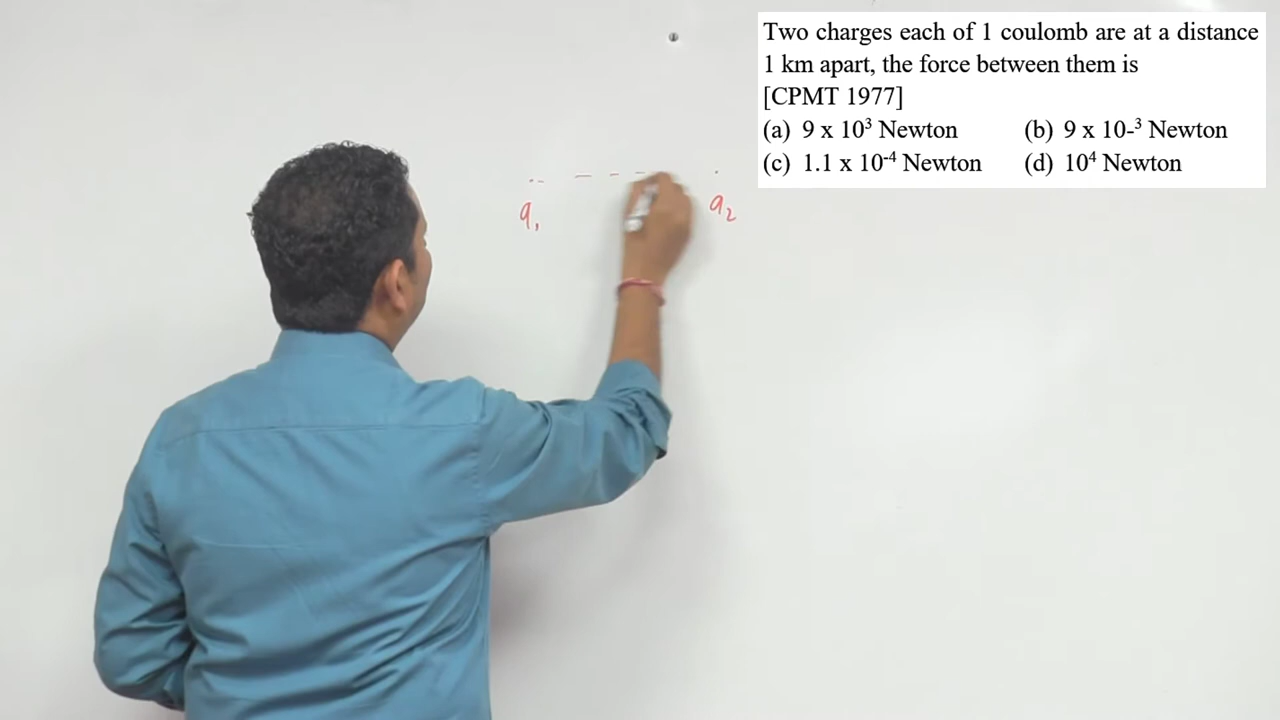 Two charges each of 1 coulomb are at a distance
1 km apart, the force between them is
[CPMT 1977]
(a) 9 x 10³ Newton (b) 9 x 10-³ Newton
(c) 1.1 x 10⁻⁴ Newton (d) 10⁴ Newton
q₁ q₂